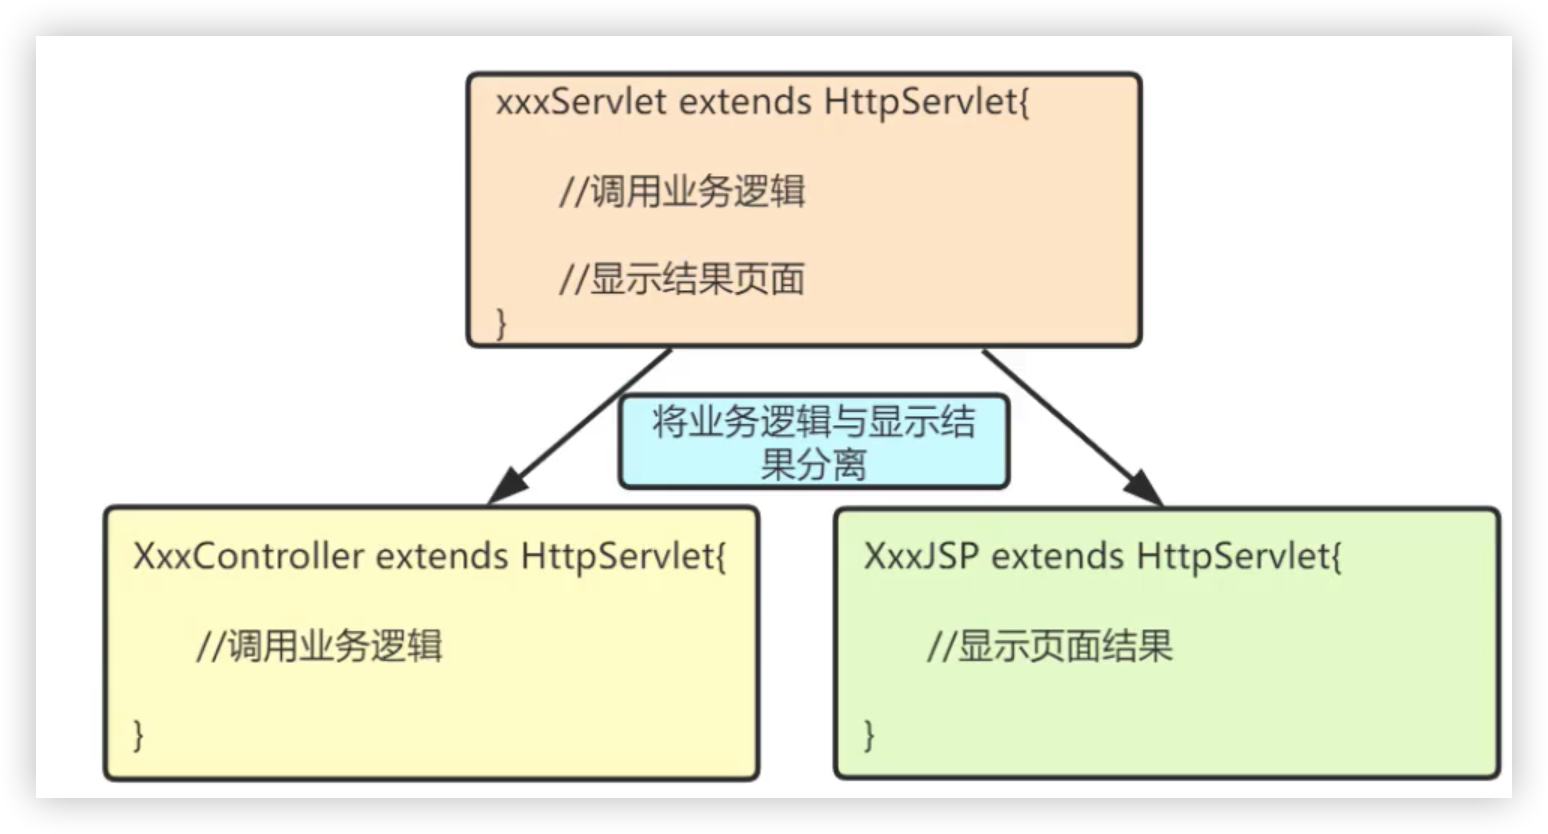 xxxServlet extends HttpServlet{
//调用业务逻辑
//显示结果页面
}
将业务逻辑与显示结
果分离
XxxController extends HttpServlet{
//调用业务逻辑
}
XxxJSP extends HttpServlet{
//显示页面结果
}